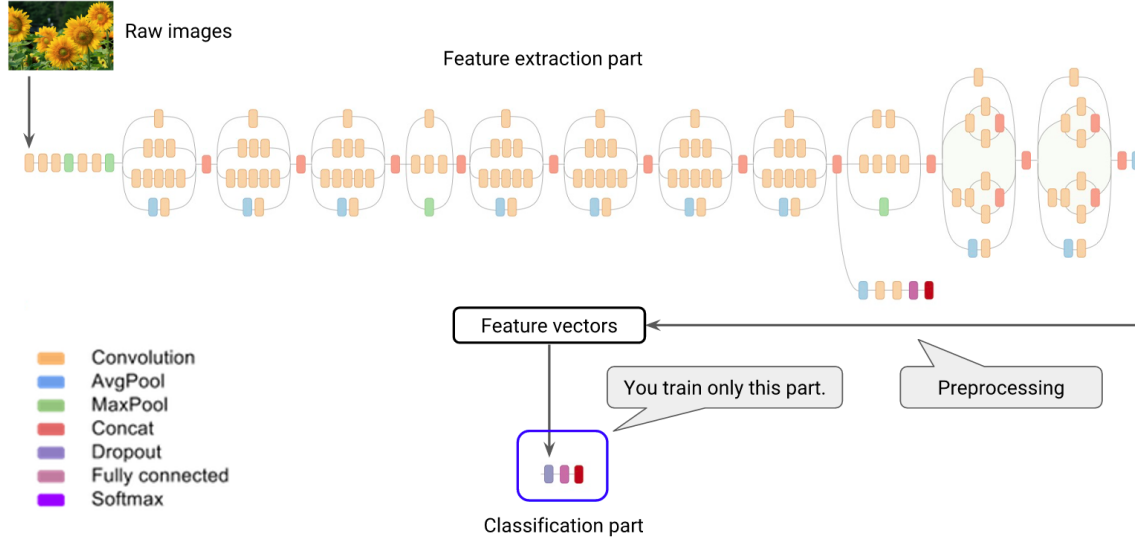 Raw images
Feature extraction part
Feature vectors
Convolution
AvgPool
MaxPool
Concat
Dropout
Fully connected
Softmax
You train only this part.
Preprocessing
Classification part